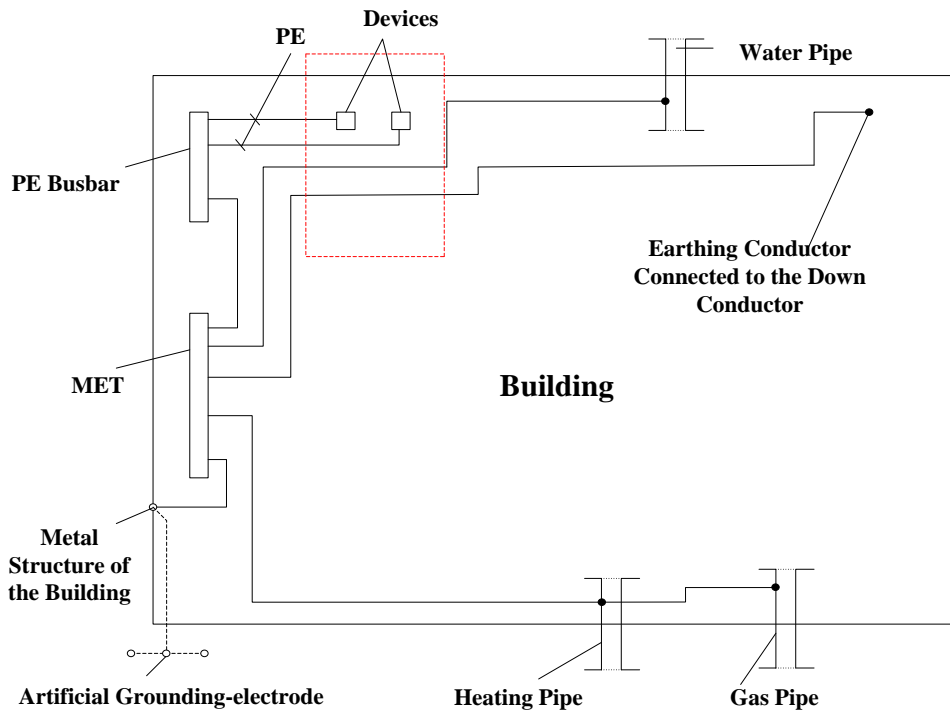 Devices
PE
Water Pipe
PE Busbar
Earthing Conductor
Connected to the Down
Conductor
MET
Building
Metal
Structure of
the Building
Artificial Grounding-electrode
Heating Pipe
Gas Pipe